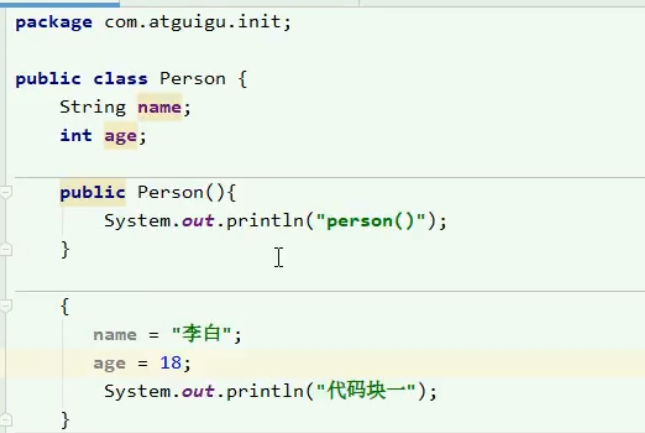 package com.atguigu.init;
public class Person {
String name;
int age;
public Person(){
System.out.println("person()");
}
{
name = "李白";
age = 18;
System.out.println("代码块一");
}